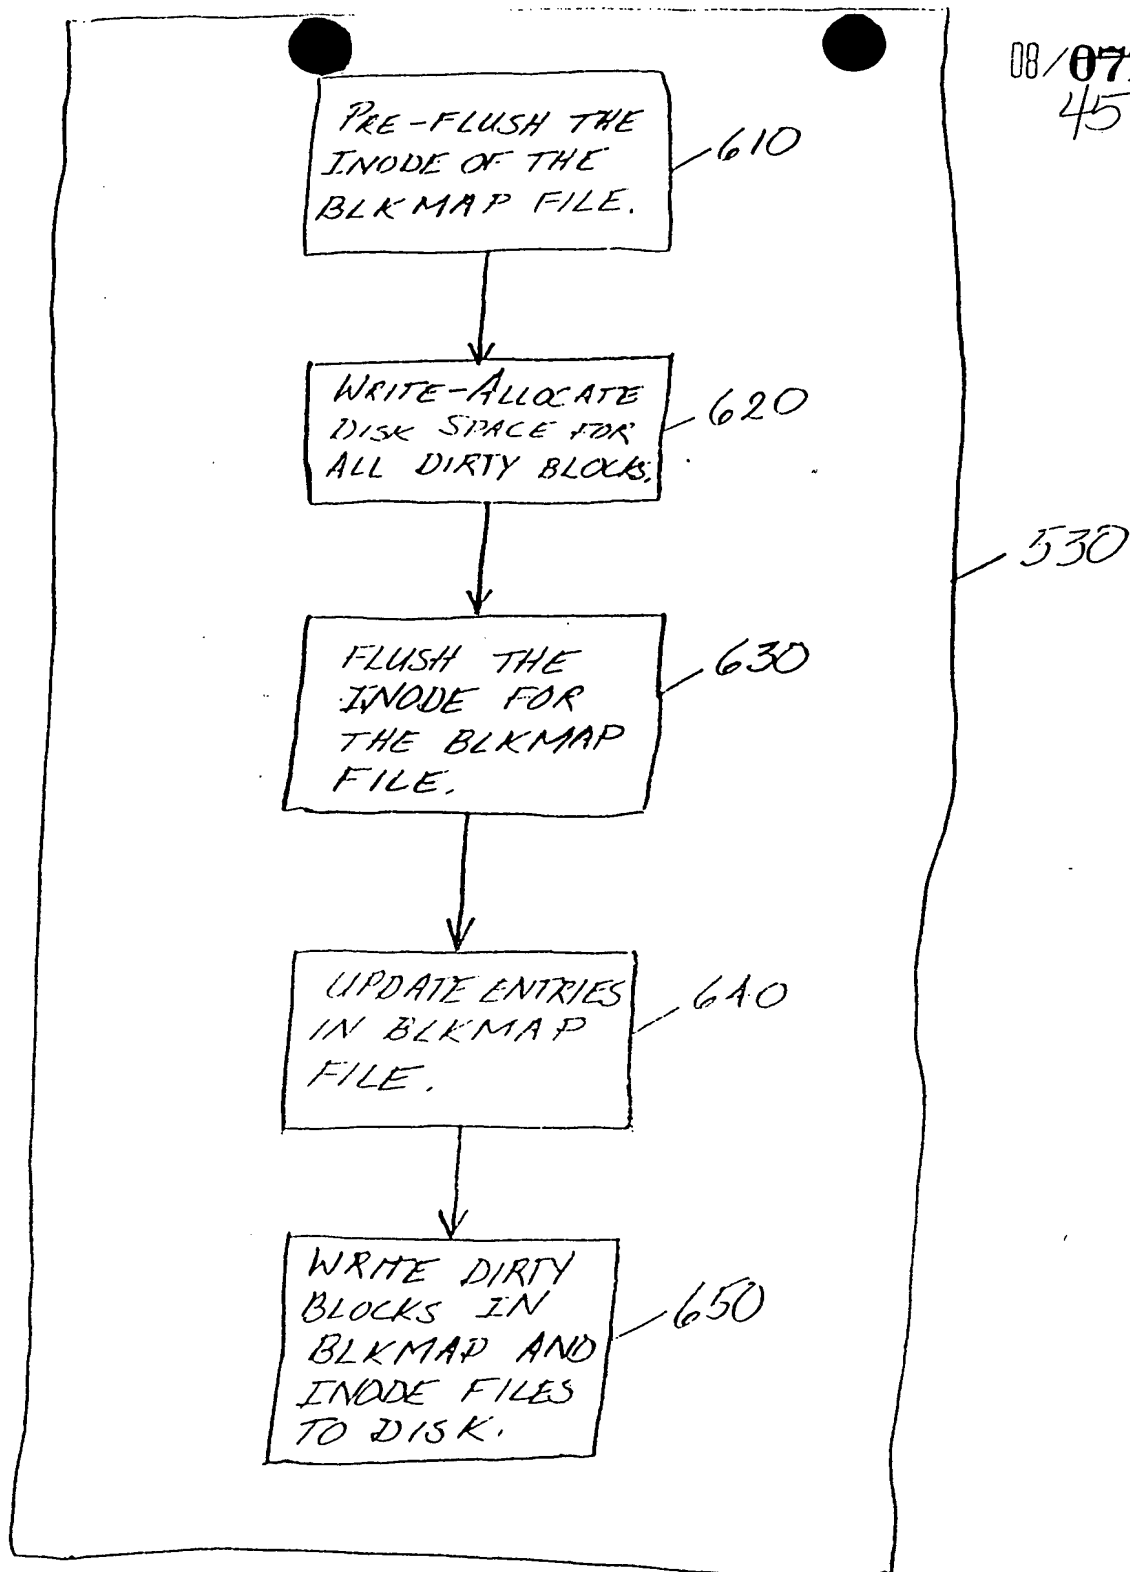 08/07
45
PRE-FLUSH THE
INODE OF THE
BLKMAP FILE.
610
WRITE-ALLOCATE
DISK SPACE FOR
ALL DIRTY BLOCKS.
620
530
FLUSH THE
INODE FOR
THE BLKMAP
FILE.
630
UPDATE ENTRIES
IN BLKMAP
FILE.
640
WRITE DIRTY
BLOCKS IN
BLKMAP AND
INODE FILES
TO DISK.
650